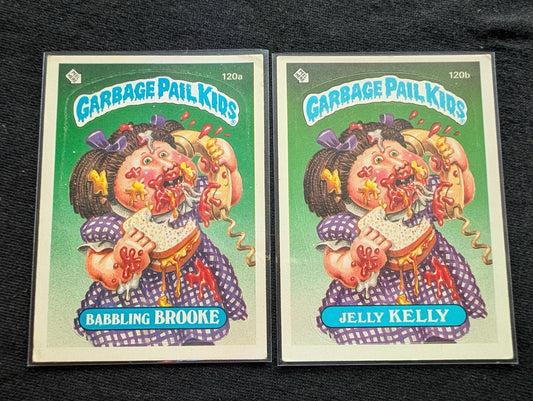 120a
GARBAGE PAIL KIDS
BABBLING BROOKE
120b
GARBAGE PAIL KIDS
JELLY KELLY